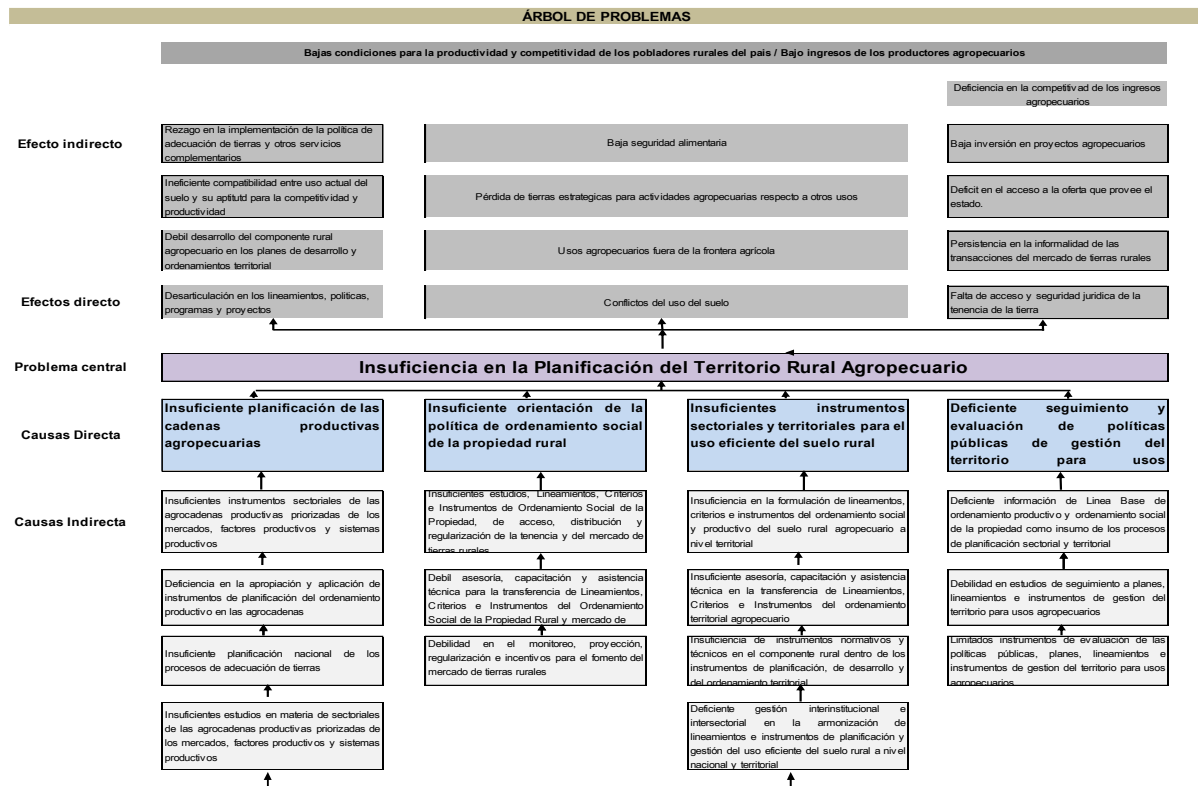 ÁRBOL DE PROBLEMAS
Bajas condiciones para la productividad y competitividad de los pobladores rurales del pais / Bajo ingresos de los productores agropecuarios
Deficiencia en la competitivad de los ingresos
agropecuarios
Efecto indirecto
Rezago en la implementación de la política de
adecuación de tierras y otros servicios
complementarios
Baja seguridad alimentaria
Baja inversión en proyectos agropecuarios
Ineficiente compatibilidad entre uso actual del
suelo y su aptitutd para la competitividad y
productividad
Pérdida de tierras estrategicas para actividades agropecuarias respecto a otros usos
Deficit en el acceso a la oferta que provee el
estado.
Debil desarrollo del componente rural
agropecuario en los planes de desarrollo y
ordenamientos territorial
Usos agropecuarios fuera de la frontera agrícola
Persistencia en la informalidad de las
transacciones del mercado de tierras rurales
Efectos directo
Desarticulación en los lineamientos, politicas,
programas y proyectos
Conflictos del uso del suelo
Falta de acceso y seguridad juridica de la
tenencia de la tierra
Problema central
Insuficiencia en la Planificación del Territorio Rural Agropecuario
Causas Directa
Insuficiente planificación de las
cadenas productivas
agropecuarias
Insuficiente orientación de la
política de ordenamiento social
de la propiedad rural
Insuficientes instrumentos
sectoriales y territoriales para el
uso eficiente del suelo rural
Deficiente seguimiento y
evaluación de políticas
públicas de gestión del
territorio para usos
Causas Indirecta
Insuficientes instrumentos sectoriales de las
agrocadenas productivas priorizadas de los
mercados, factores productivos y sistemas
productivos
Insuficientes estudios, Lineamientos, Criterios
e Instrumentos de Ordenamiento Social de la
Propiedad, de acceso, distribución y
regularización de la tenencia y del mercado de
tierras rurales
Insuficiencia en la formulación de lineamentos,
criterios e instrumentos del ordenamiento social
y productivo del suelo rural agropecuario a
nivel territorial
Deficiente información de Linea Base de
ordenamiento productivo y ordenamiento social
de la propiedad como insumo de los procesos
de planificación sectorial y territorial
Deficiencia en la apropiación y aplicación de
instrumentos de planificación del ordenamiento
productivo en las agrocadenas
Debíl asesoría, capacitación y asistencia
técnica para la transferencia de Lineamientos,
Criterios e Instrumentos del Ordenamiento
Social de la Propiedad Rural y mercado de
Insuficiente asesoría, capacitación y asistencia
técnica en la transferencia de Lineamientos,
Criterios e Instrumentos del ordenamiento
territorial agropecuario
Debilidad en estudios de seguimiento a planes,
lineamientos e instrumentos de gestion del
territorio para usos agropecuarios
Insuficiente planificación nacional de los
procesos de adecuación de tierras
Debilidad en el monitoreo, proyección,
regularización e incentivos para el fomento del
mercado de tierras rurales
Insuficiencia de instrumentos normativos y
técnicos en el componente rural dentro de los
instrumentos de planificación, de desarrollo y
del ordenamiento territorial
Limitados instrumentos de evaluación de las
políticas públicas, planes, lineamientos e
instrumentos de gestion del territorio para usos
agropecuarios
Insuficientes estudios en materia de sectoriales
de las agrocadenas productivas priorizadas de
los mercados, factores productivos y sistemas
productivos
Deficiente gestión interinstitucional e
intersectorial en la armonización de
lineamientos e instrumentos de planificación y
gestión del uso eficiente del suelo rural a nivel
nacional y territorial